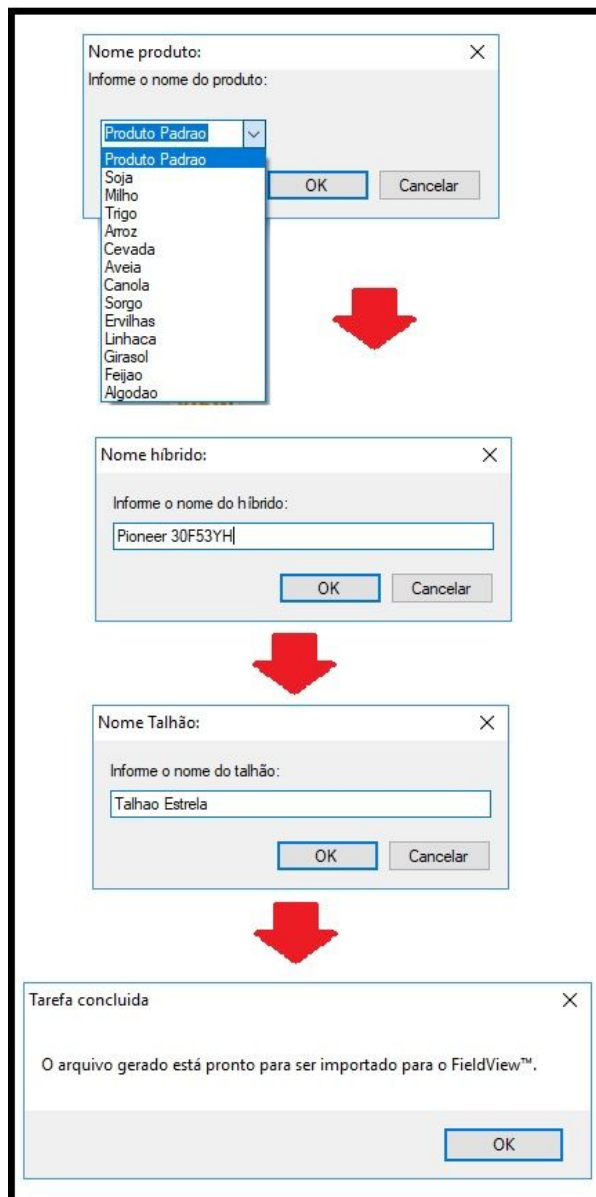 Nome produto:
Informe o nome do produto:
Produto Padrao
Produto Padrao
Soja
Milho
Trigo
Arroz
Cevada
Aveia
Canola
Sorgo
Ervilhas
Linhaca
Girasol
Feijao
Algodao
OK Cancelar
Nome híbrido:
Informe o nome do híbrido:
Pioneer 30F53YH
OK Cancelar
Nome Talhão:
Informe o nome do talhão:
Talhao Estrela
OK Cancelar
Tarefa concluida
O arquivo gerado está pronto para ser importado para o FieldView™.
OK